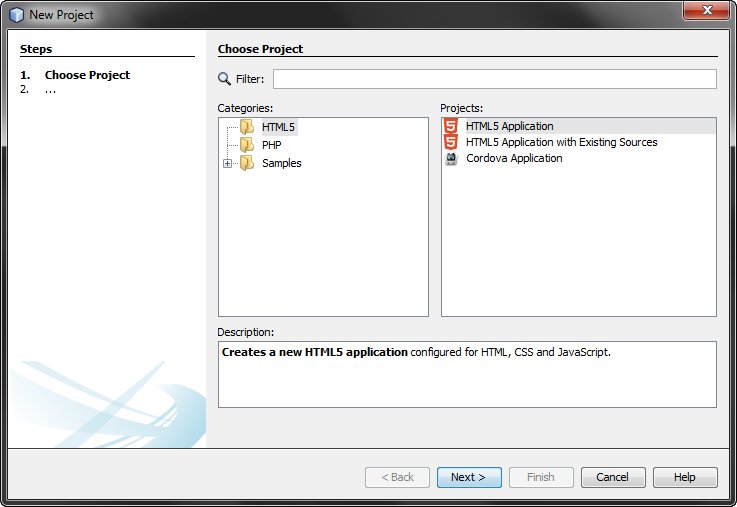 New Project
Steps
1. Choose Project
2. ...
Choose Project
Filter:
Categories:
HTML5
PHP
Samples
Projects:
HTML5 Application
HTML5 Application with Existing Sources
Cordova Application
Description:
Creates a new HTML5 application configured for HTML, CSS and JavaScript.
< Back Next > Finish Cancel Help